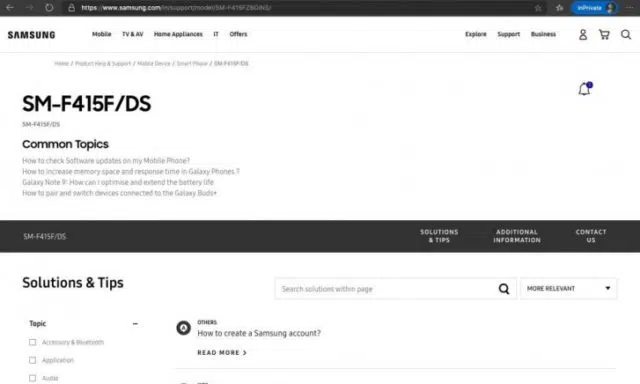 https://www.samsung.com/in/support/model/SM-F415FZBDINS/
InPrivate
SAMSUNG Mobile TV & AV Home Appliances IT Offers Explore Support Business
Home / Product Help & Support / Mobile Device / Smart Phone / SM-F415F/DS
SM-F415F/DS
SM-F415F/DS
Common Topics
How to check Software updates on my Mobile Phone?
How to increase memory space and response time in Galaxy Phones ?
Galaxy Note 9: How can I optimise and extend the battery life
How to pair and switch devices connected to the Galaxy Buds+
SM-F415F/DS
SOLUTIONS
& TIPS
ADDITIONAL
INFORMATION
CONTACT
US
Solutions & Tips
Search solutions within page
MORE RELEVANT
Topic
Accessory & Bluetooth
Application
Audio
OTHERS
How to create a Samsung account?
READ MORE >